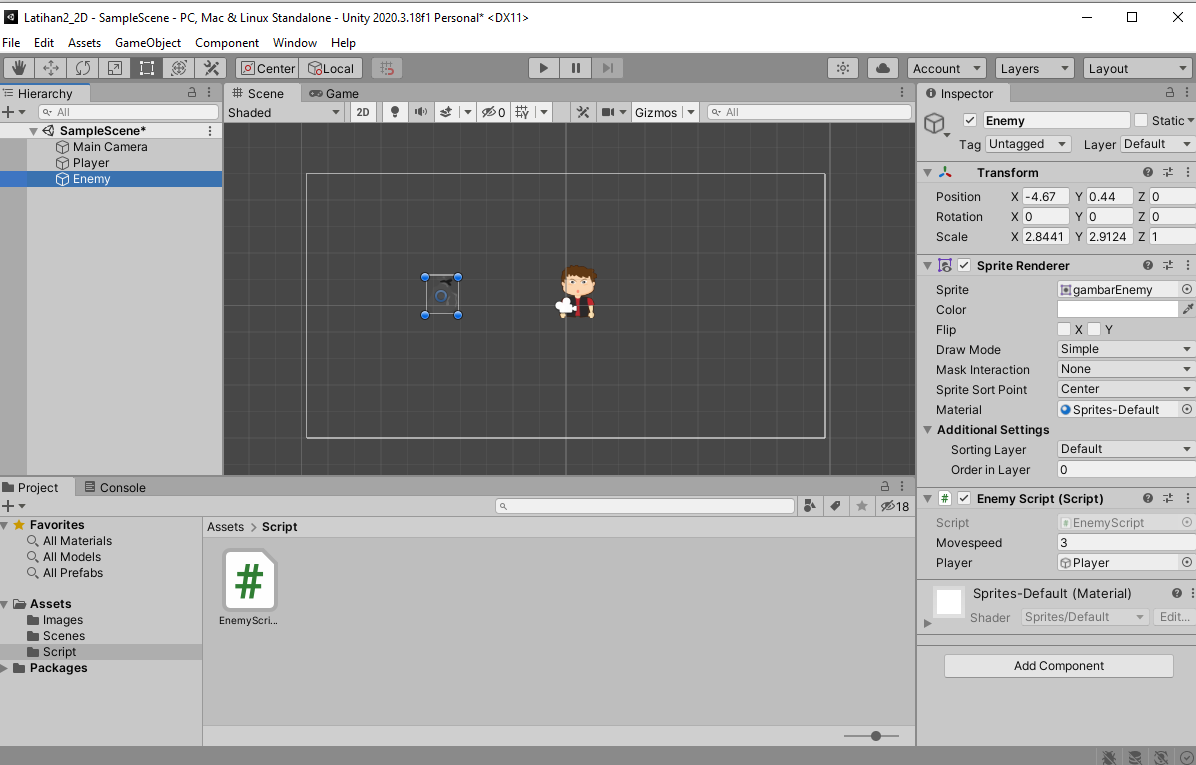 Latihan2_2D - SampleScene - PC, Mac & Linux Standalone - Unity 2020.3.18f1 Personal* <DX11>
File Edit Assets GameObject Component Window Help
Center Local Account Layers Layout
Hierarchy
All
SampleScene*
Main Camera
Player
Enemy
Scene Game
Shaded 2D 0 Gizmos All
Inspector
Enemy Static
Tag Untagged Layer Default
Transform
Position X -4.67 Y 0.44 Z 0
Rotation X 0 Y 0 Z 0
Scale X 2.8441 Y 2.9124 Z 1
Sprite Renderer
Sprite gambarEnemy
Color
Flip X Y
Draw Mode Simple
Mask Interaction None
Sprite Sort Point Center
Material Sprites-Default
Additional Settings
Sorting Layer Default
Order in Layer 0
# Enemy Script (Script)
Script # EnemyScript
Movespeed 3
Player Player
Sprites-Default (Material)
Shader Sprites/Default Edit...
Add Component
Project Console
18
Favorites
All Materials
All Models
All Prefabs
Assets
Images
Scenes
Script
Packages
Assets > Script
#
EnemyScri...